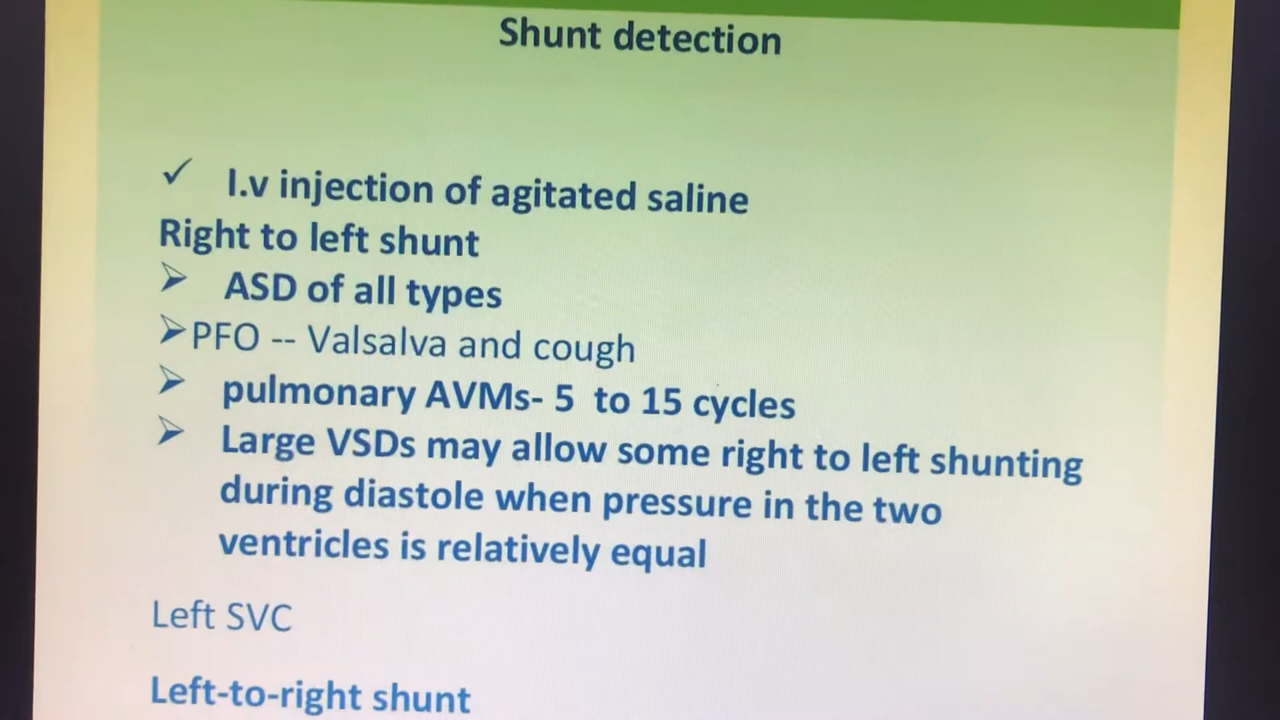 Shunt detection
✓ I.v injection of agitated saline
Right to left shunt
➢ ASD of all types
➢PFO -- Valsalva and cough
➢ pulmonary AVMs- 5 to 15 cycles
➢ Large VSDs may allow some right to left shunting
during diastole when pressure in the two
ventricles is relatively equal
Left SVC
Left-to-right shunt